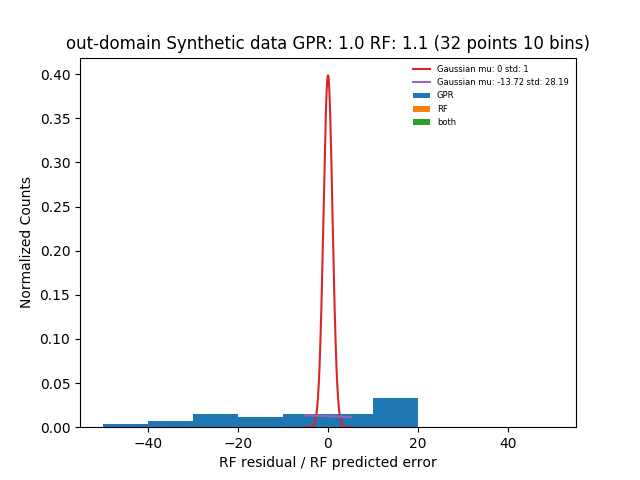 out-domain Synthetic data GPR: 1.0 RF: 1.1 (32 points 10 bins)
Gaussian mu: 0 std: 1
Gaussian mu: -13.72 std: 28.19
GPR
RF
both
Normalized Counts
0.40
0.35
0.30
0.25
0.20
0.15
0.10
0.05
0.00
−40
−20
0
20
40
RF residual / RF predicted error